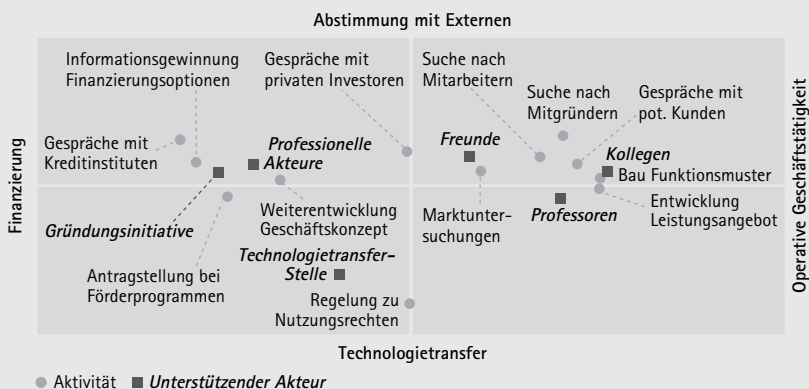 Abstimmung mit Externen
Finanzierung
Informationsgewinnung
Finanzierungsoptionen
Gespräche mit
privaten Investoren
Suche nach
Mitarbeitern
Suche nach
Mitgründern
Gespräche mit
pot. Kunden
Gespräche mit
Kreditinstituten
Professionelle
Akteure
Freunde
Kollegen
Bau Funktionsmuster
Gründungsinitiative
Weiterentwicklung
Geschäftskonzept
Marktunter-
suchungen
Professoren
Entwicklung
Leistungsangebot
Antragstellung bei
Förderprogrammen
Technologietransfer-
Stelle
Regelung zu
Nutzungsrechten
Operative Geschäftstätigkeit
Technologietransfer
Aktivität Unterstützender Akteur